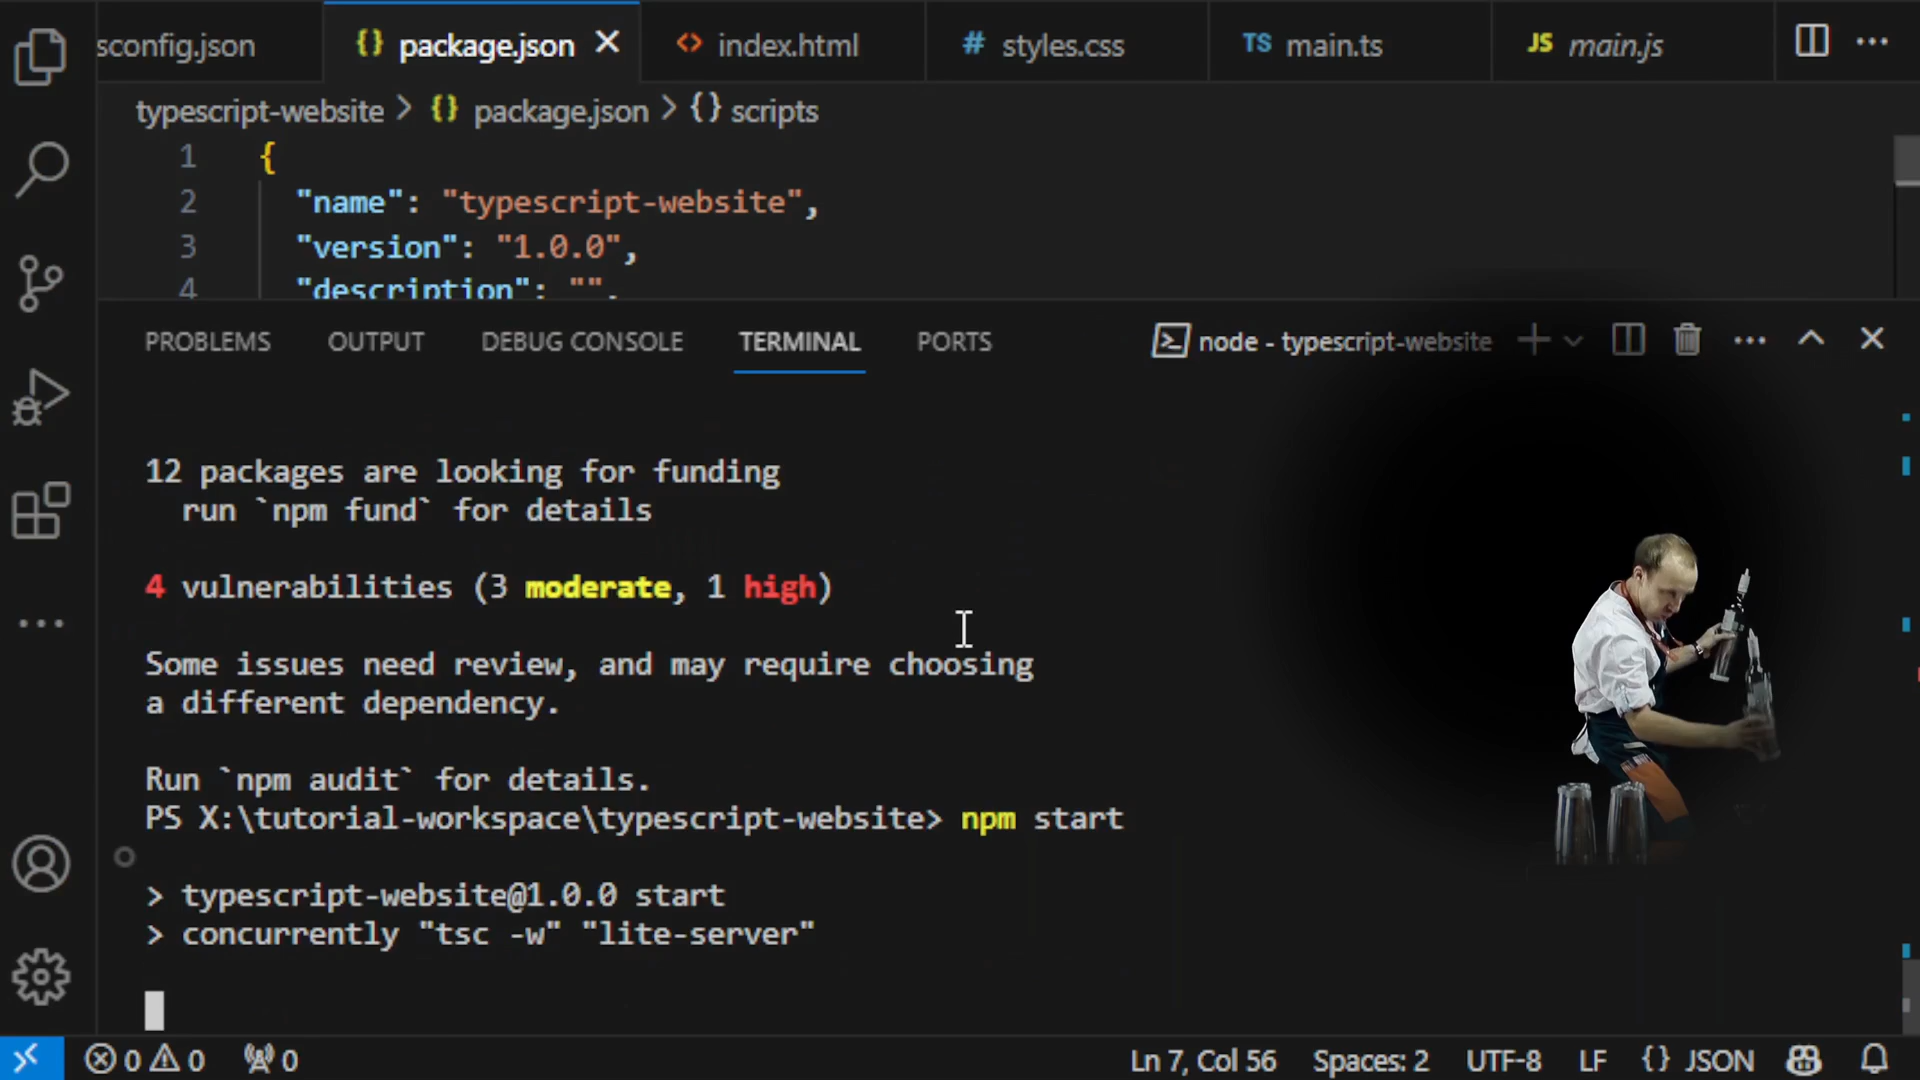 sconfig.json {} package.json × <> index.html # styles.css TS main.ts JS main.js ...
typescript-website > {} package.json > {} scripts
1 {
2 "name": "typescript-website",
3 "version": "1.0.0",
4 "description": "",
PROBLEMS OUTPUT DEBUG CONSOLE TERMINAL PORTS node - typescript-website
12 packages are looking for funding
run `npm fund` for details
4 vulnerabilities (3 moderate, 1 high)
Some issues need review, and may require choosing
a different dependency.
Run `npm audit` for details.
PS X:\tutorial-workspace\typescript-website> npm start
> typescript-website@1.0.0 start
> concurrently "tsc -w" "lite-server"
0 0 0 Ln 7, Col 56 Spaces: 2 UTF-8 LF {} JSON